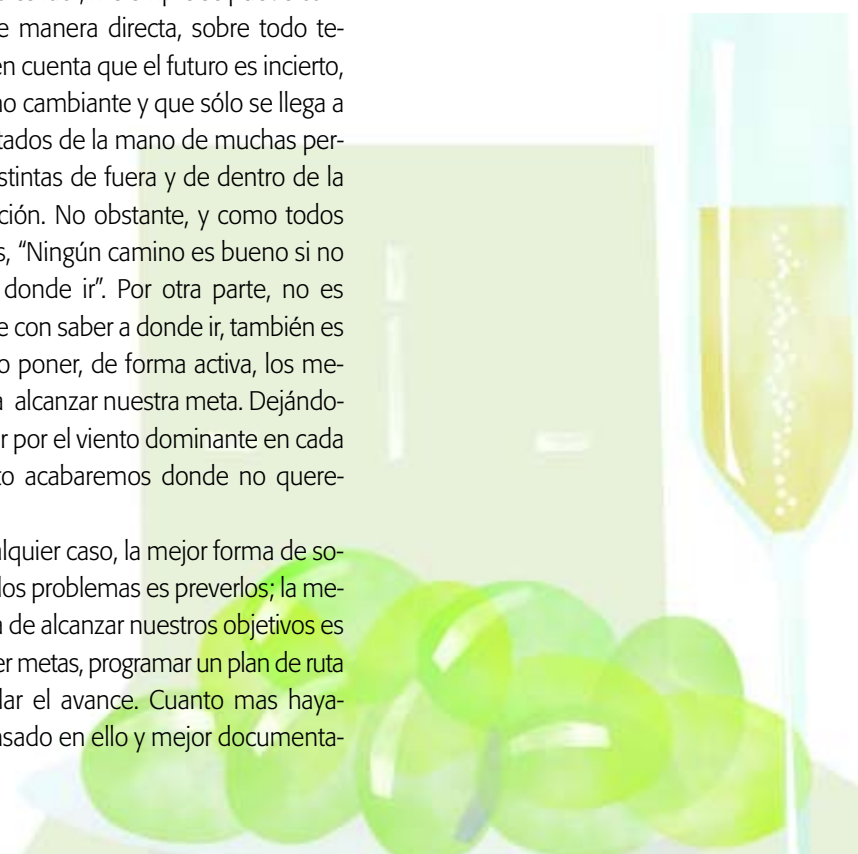 e manera directa, sobre todo te-
en cuenta que el futuro es incierto,
no cambiante y que sólo se llega a
tados de la mano de muchas per-
stintas de fuera y de dentro de la
ción. No obstante, y como todos
s, “Ningún camino es bueno si no
donde ir”. Por otra parte, no es
e con saber a donde ir, también es
o poner, de forma activa, los me-
a alcanzar nuestra meta. Dejándo-
r por el viento dominante en cada
to acabaremos donde no quere-
alquier caso, la mejor forma de so-
los problemas es preverlos; la me-
a de alcanzar nuestros objetivos es
er metas, programar un plan de ruta
lar el avance. Cuanto mas haya-
nsado en ello y mejor documenta-